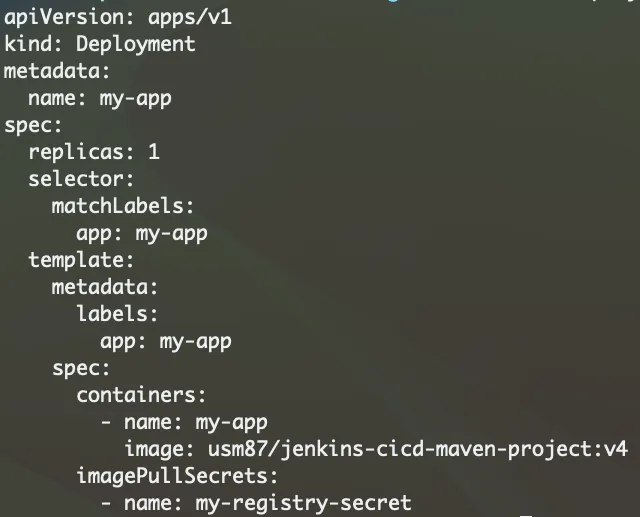 apiVersion: apps/v1
kind: Deployment
metadata:
  name: my-app
spec:
  replicas: 1
  selector:
    matchLabels:
      app: my-app
  template:
    metadata:
      labels:
        app: my-app
    spec:
      containers:
        - name: my-app
          image: usm87/jenkins-cicd-maven-project:v4
      imagePullSecrets:
        - name: my-registry-secret